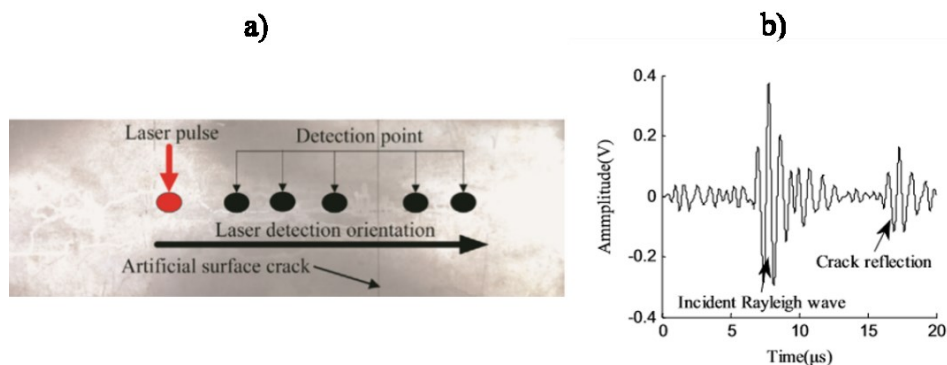 a)
Laser pulse
Detection point
Laser detection orientation
Artificial surface crack
b)
0.4
0.2
0
-0.2
-0.4
Ammplitude(V)
Incident Rayleigh wave
Crack reflection
0 5 10 15 20
Time(μs)